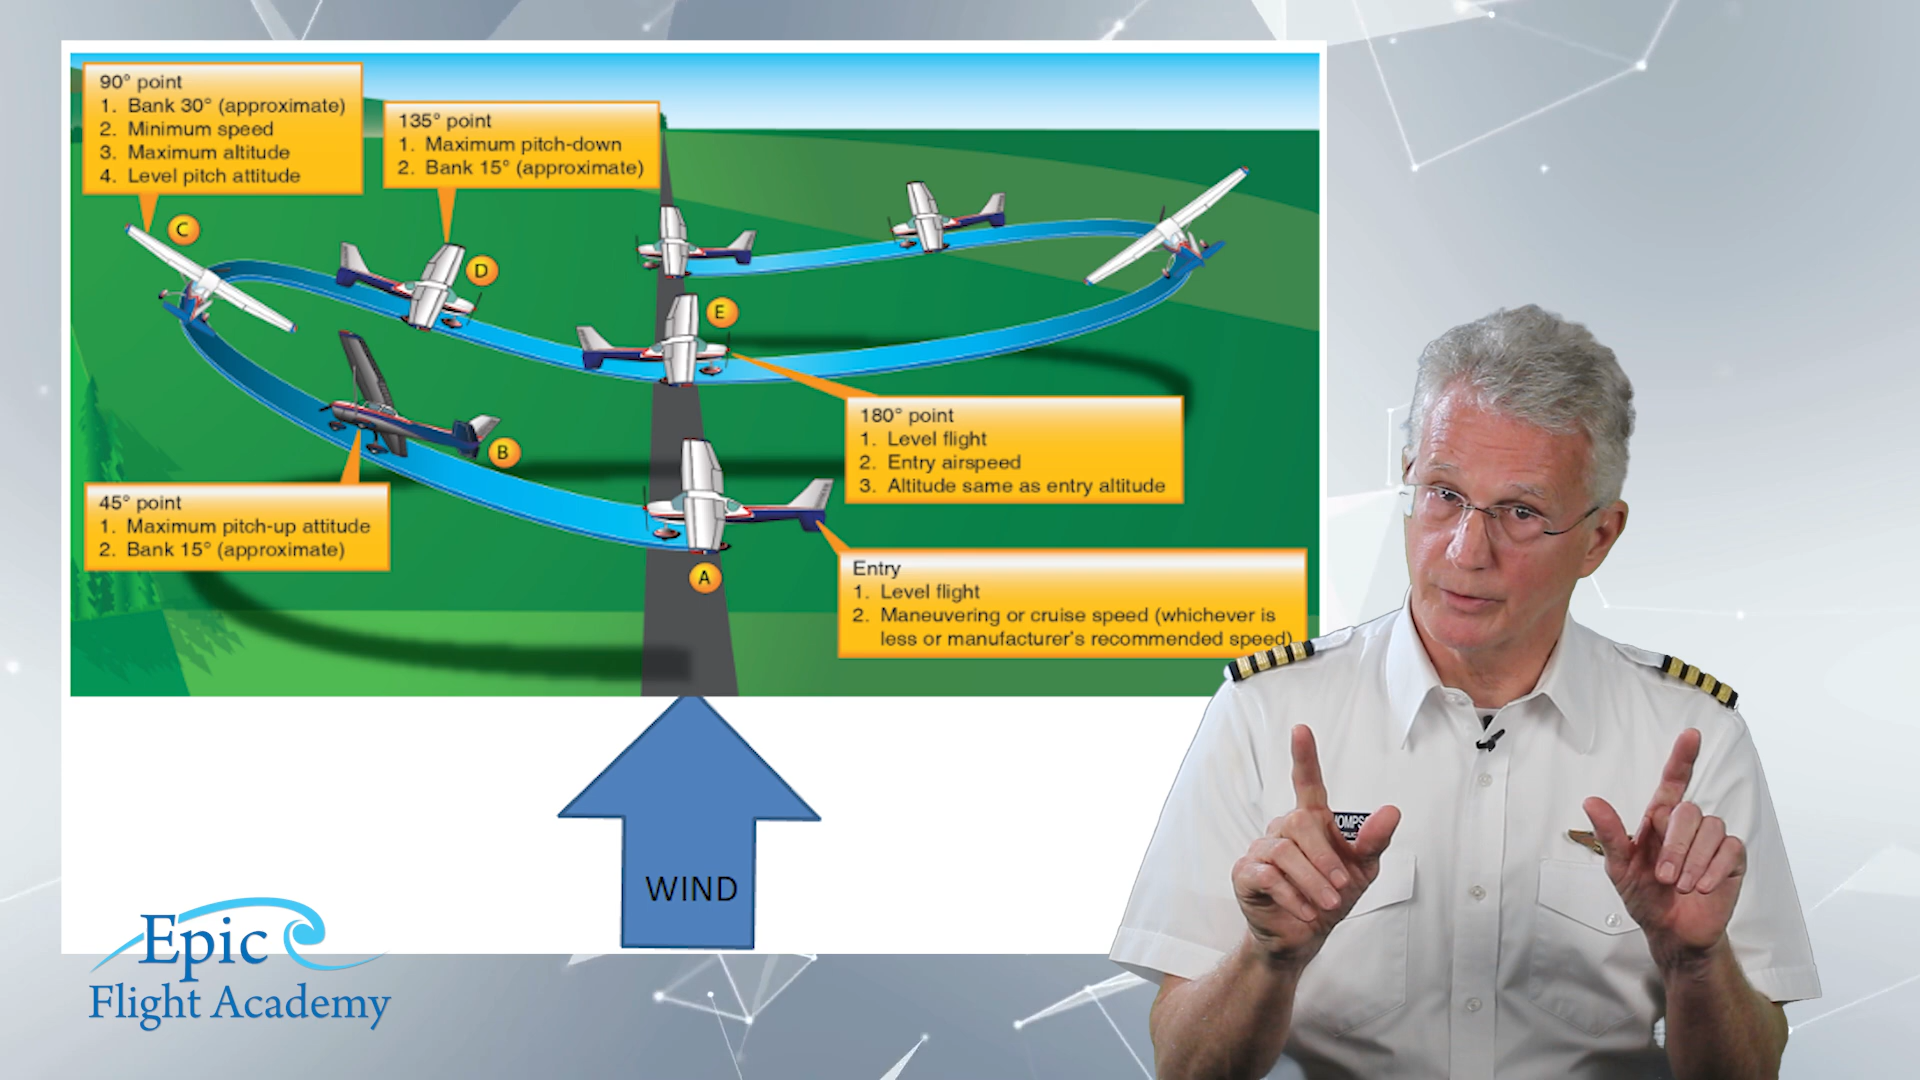 90° point
1. Bank 30° (approximate)
2. Minimum speed
3. Maximum altitude
4. Level pitch attitude
135° point
1. Maximum pitch-down
2. Bank 15° (approximate)
C
D
E
B
180° point
1. Level flight
2. Entry airspeed
3. Altitude same as entry altitude
45° point
1. Maximum pitch-up attitude
2. Bank 15° (approximate)
A
Entry
1. Level flight
2. Maneuvering or cruise speed (whichever is
less or manufacturer's recommended speed)
WIND
Epic
Flight Academy